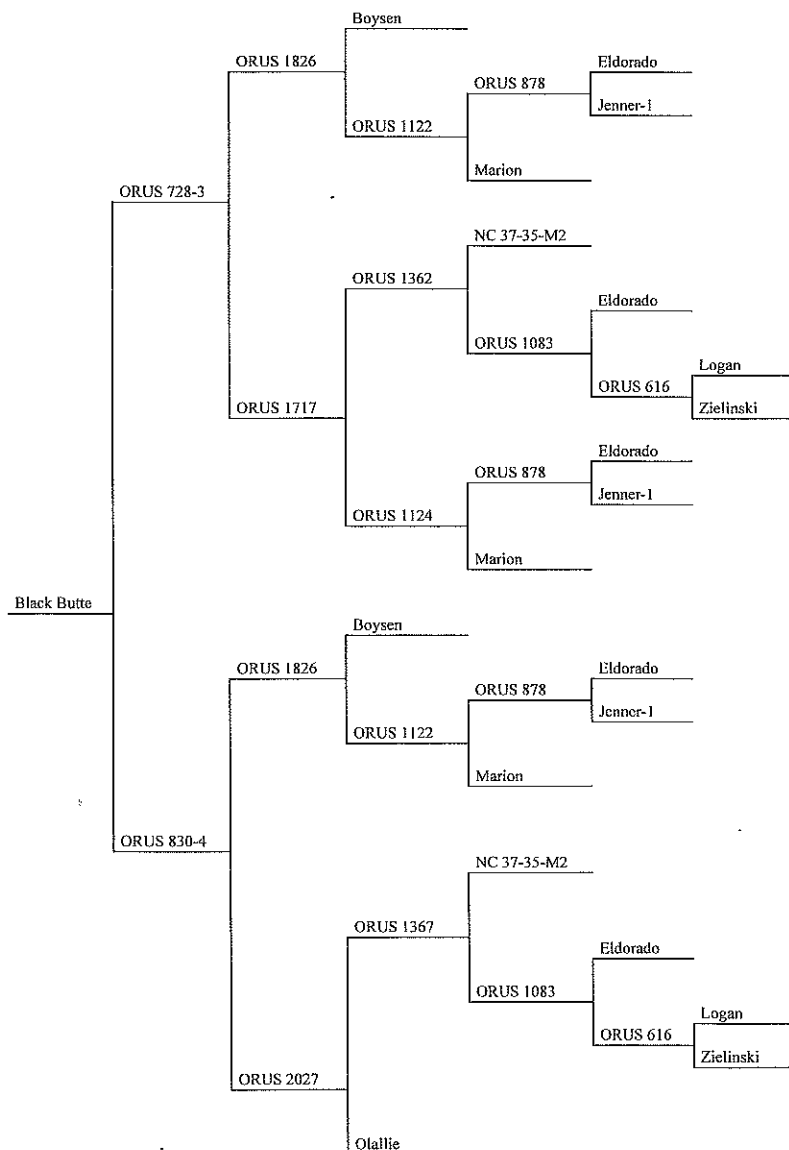 Boysen
ORUS 1826
Eldorado
ORUS 878
Jenner-1
ORUS 1122
Marion
ORUS 728-3
NC 37-35-M2
ORUS 1362
Eldorado
ORUS 1083
Logan
ORUS 616
Zielinski
ORUS 1717
Eldorado
ORUS 878
Jenner-1
ORUS 1124
Marion
Black Butte
Boysen
ORUS 1826
Eldorado
ORUS 878
Jenner-1
ORUS 1122
Marion
ORUS 830-4
NC 37-35-M2
ORUS 1367
Eldorado
ORUS 1083
Logan
ORUS 616
Zielinski
ORUS 2027
Olallie